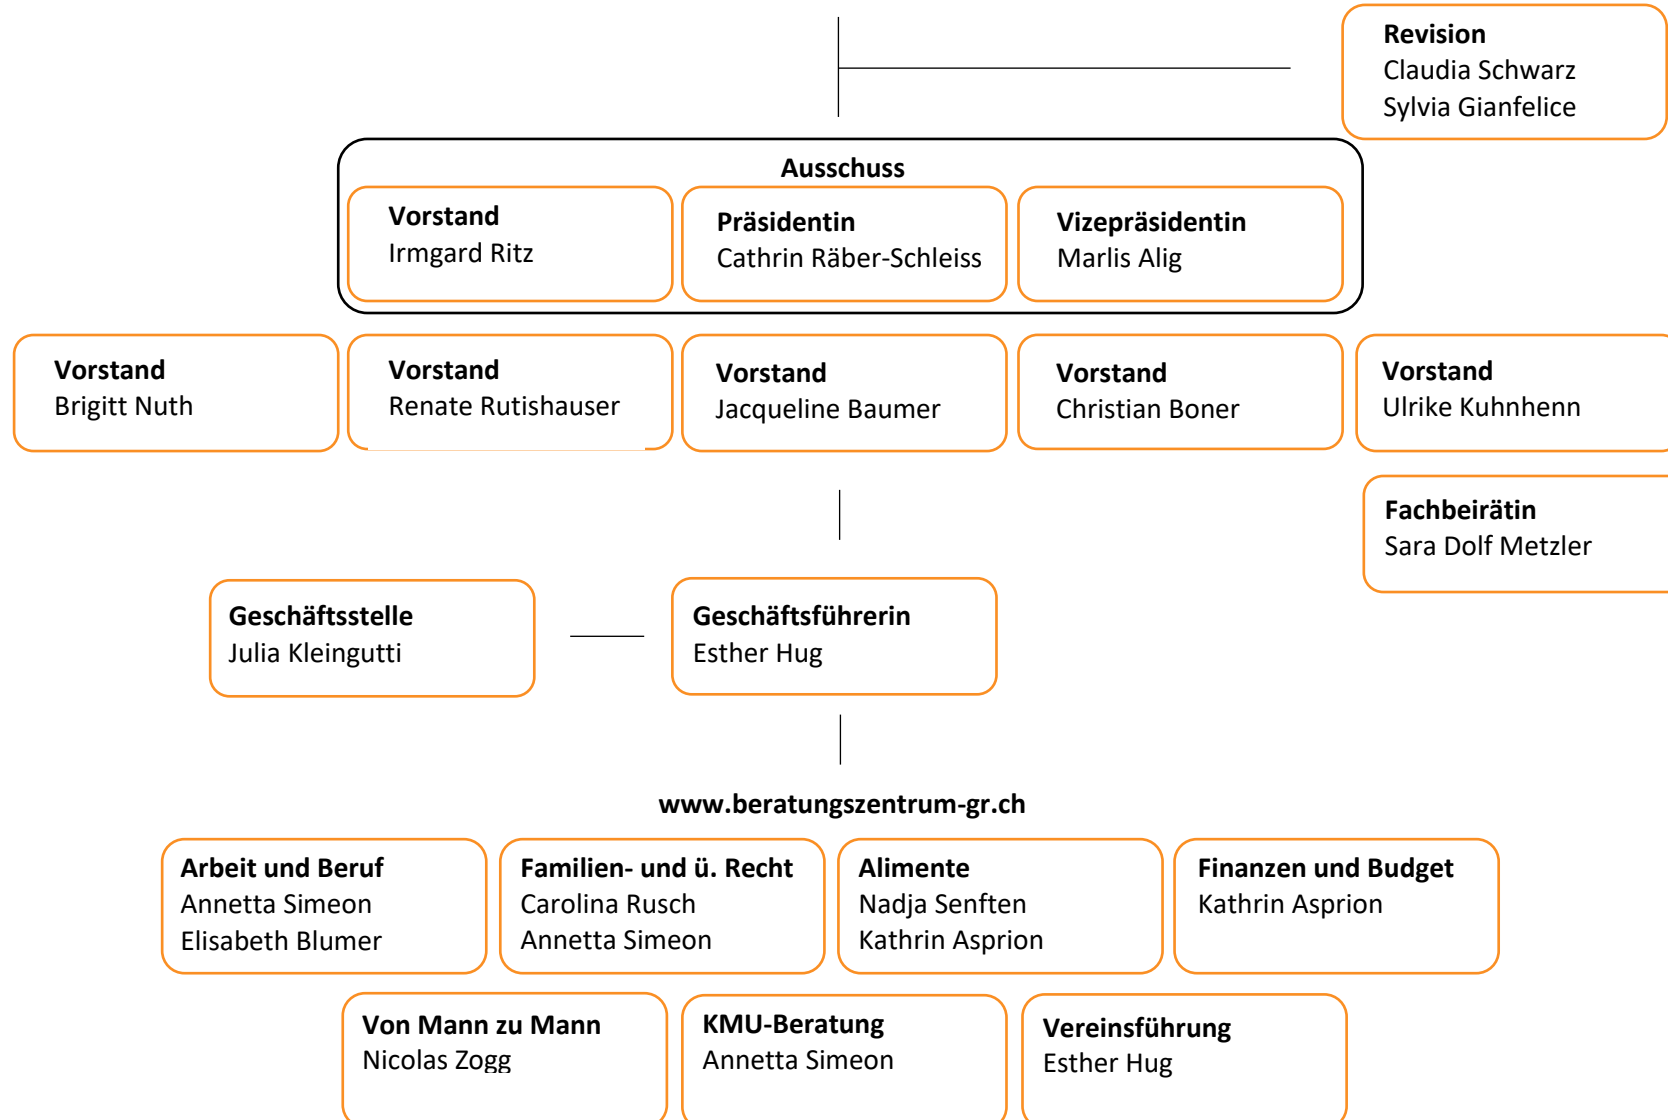 Revision
Claudia Schwarz
Sylvia Gianfelice
Ausschuss
Vorstand
Irmgard Ritz
Präsidentin
Cathrin Räber-Schleiss
Vizepräsidentin
Marlis Alig
Vorstand
Brigitt Nuth
Vorstand
Renate Rutishauser
Vorstand
Jacqueline Baumer
Vorstand
Christian Boner
Vorstand
Ulrike Kuhnhenn
Fachbeirätin
Sara Dolf Metzler
Geschäftsstelle
Julia Kleingutti
Geschäftsführerin
Esther Hug
www.beratungszentrum-gr.ch
Arbeit und Beruf
Annetta Simeon
Elisabeth Blumer
Familien- und ü. Recht
Carolina Rusch
Annetta Simeon
Alimente
Nadja Senften
Kathrin Asprion
Finanzen und Budget
Kathrin Asprion
Von Mann zu Mann
Nicolas Zogg
KMU-Beratung
Annetta Simeon
Vereinsführung
Esther Hug